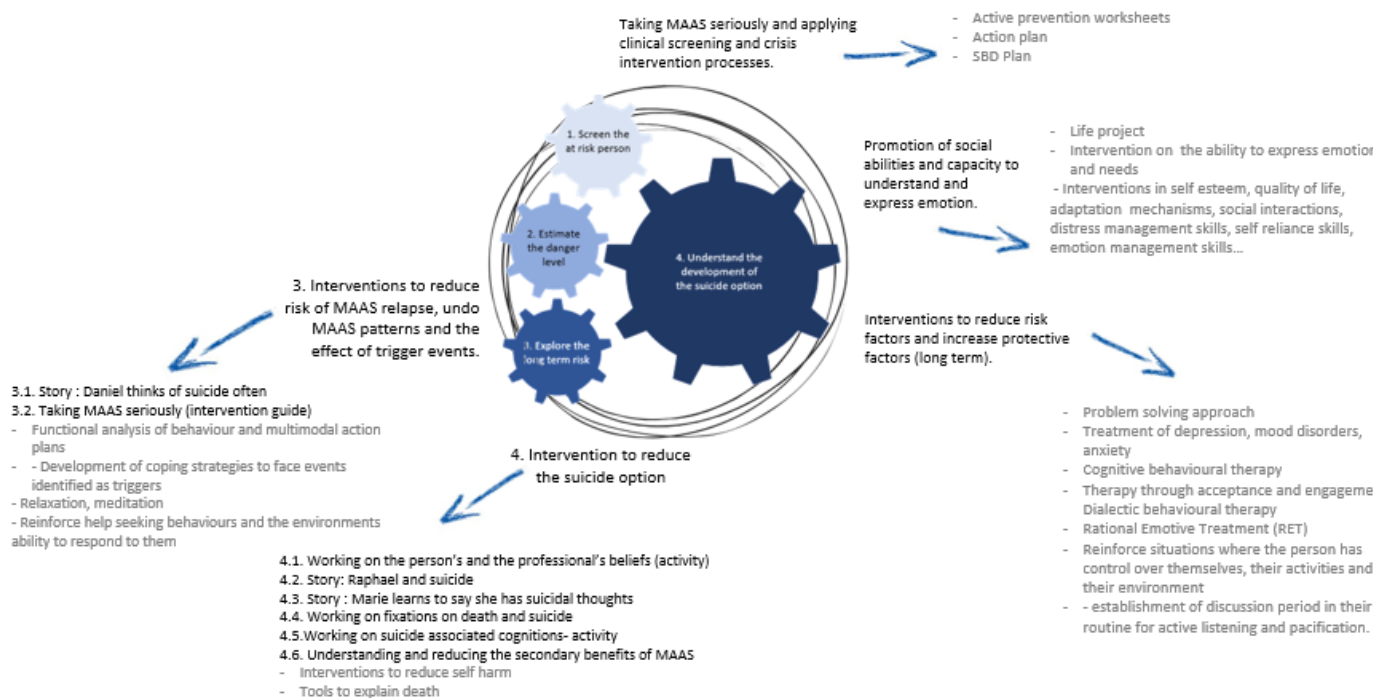 Taking MAAS seriously and applying
clinical screening and crisis
intervention processes.
- Active prevention worksheets
- Action plan
- SBD Plan
1. Screen the
at risk person
2. Estimate
the danger
level
3. Explore the
long term risk
4. Understand the
development of
the suicide option
Promotion of social
abilities and capacity to
understand and
express emotion.
- Life project
- Intervention on the ability to express emotion
and needs
- Interventions in self esteem, quality of life,
adaptation mechanisms, social interactions,
distress management skills, self reliance skills,
emotion management skills...
3. Interventions to reduce
risk of MAAS relapse, undo
MAAS patterns and the
effect of trigger events.
3.1. Story : Daniel thinks of suicide often
3.2. Taking MAAS seriously (intervention guide)
- Functional analysis of behaviour and multimodal action
plans
- - Development of coping strategies to face events
identified as triggers
- Relaxation, meditation
- Reinforce help seeking behaviours and the environments
ability to respond to them
Interventions to reduce risk
factors and increase protective
factors (long term).
- Problem solving approach
- Treatment of depression, mood disorders,
anxiety
- Cognitive behavioural therapy
- Therapy through acceptance and engageme
Dialectic behavioural therapy
- Rational Emotive Treatment (RET)
- Reinforce situations where the person has
control over themselves, their activities and
their environment
- - establishment of discussion period in their
routine for active listening and pacification.
4. Intervention to reduce
the suicide option
4.1. Working on the person's and the professional's beliefs (activity)
4.2. Story: Raphael and suicide
4.3. Story : Marie learns to say she has suicidal thoughts
4.4. Working on fixations on death and suicide
4.5.Working on suicide associated cognitions- activity
4.6. Understanding and reducing the secondary benefits of MAAS
- Interventions to reduce self harm
- Tools to explain death